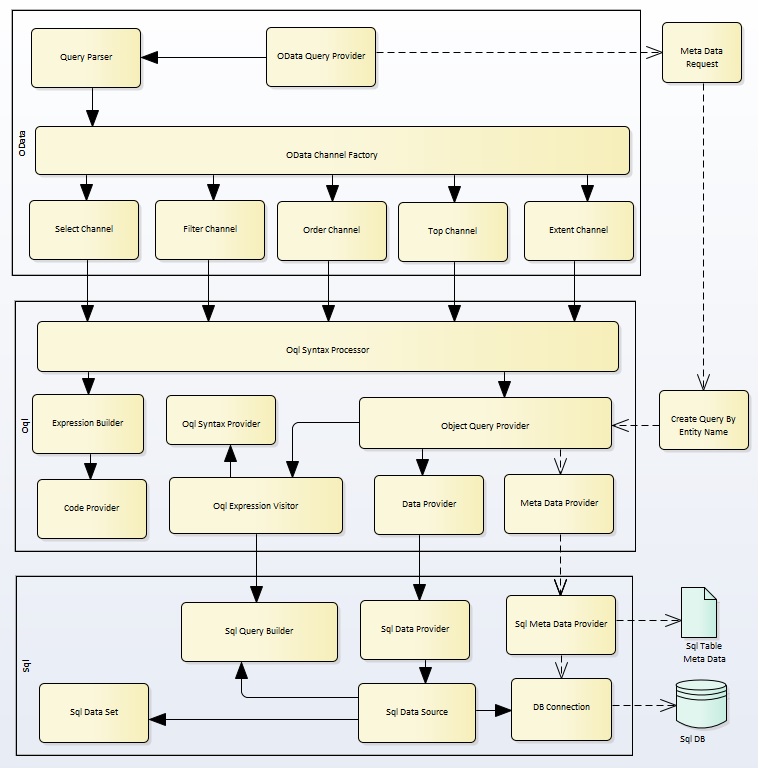 OData
Query Parser
OData Query Provider
Meta Data
Request
OData Channel Factory
Select Channel
Filter Channel
Order Channel
Top Channel
Extent Channel
Oql
Oql Syntax Processor
Expression Builder
Oql Syntax Provider
Object Query Provider
Create Query By
Entity Name
Code Provider
Oql Expression Visitor
Data Provider
Meta Data Provider
Sql
Sql Query Builder
Sql Data Provider
Sql Meta Data Provider
Sql Table
Meta Data
Sql Data Set
Sql Data Source
DB Connection
Sql DB